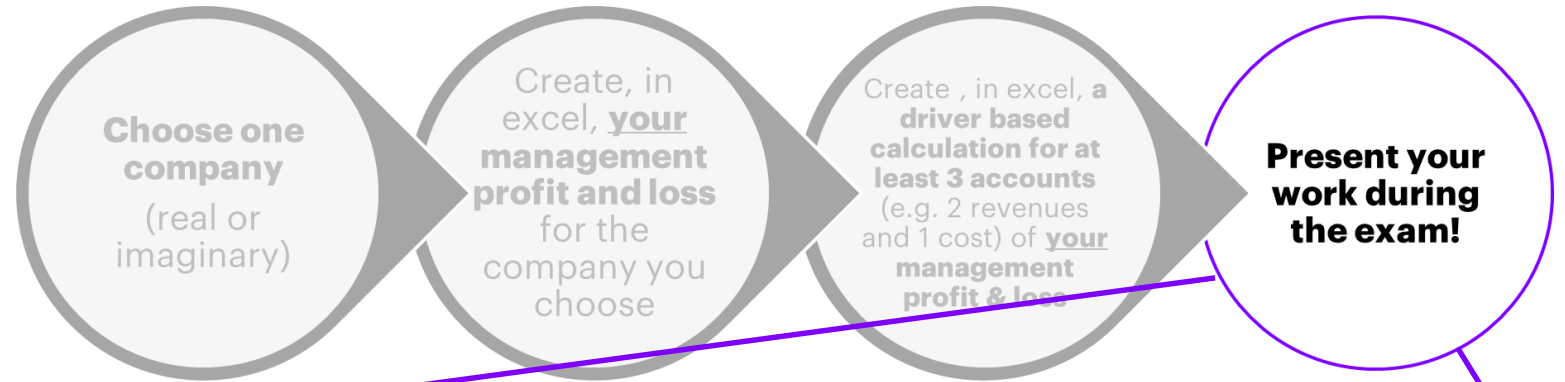 Choose one
company
(real or
imaginary)
Create, in
excel, your
management
profit and loss
for the
company you
choose
Create , in excel, a
driver based
calculation for at
least 3 accounts
(e.g. 2 revenues
and 1 cost) of your
management
profit & loss
Present your
work during
the exam!